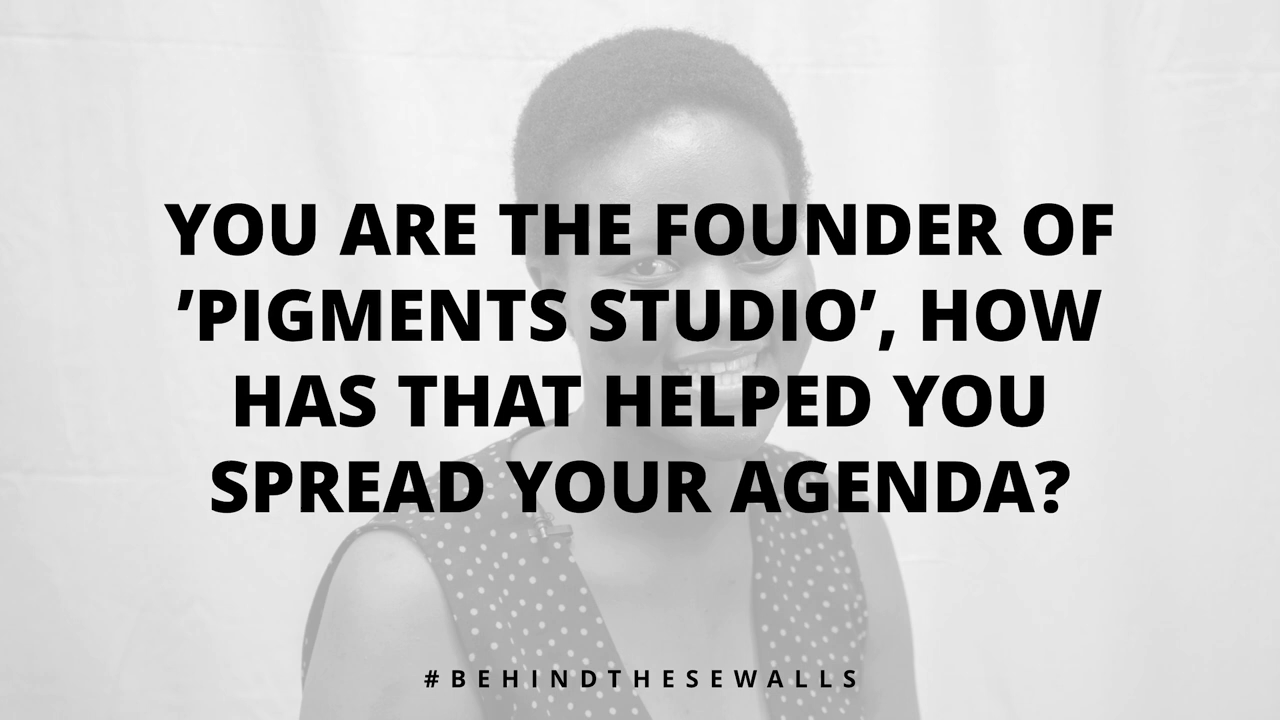 YOU ARE THE FOUNDER OF
’PIGMENTS STUDIO’, HOW
HAS THAT HELPED YOU
SPREAD YOUR AGENDA?
#BEHINDTHESEWALLS